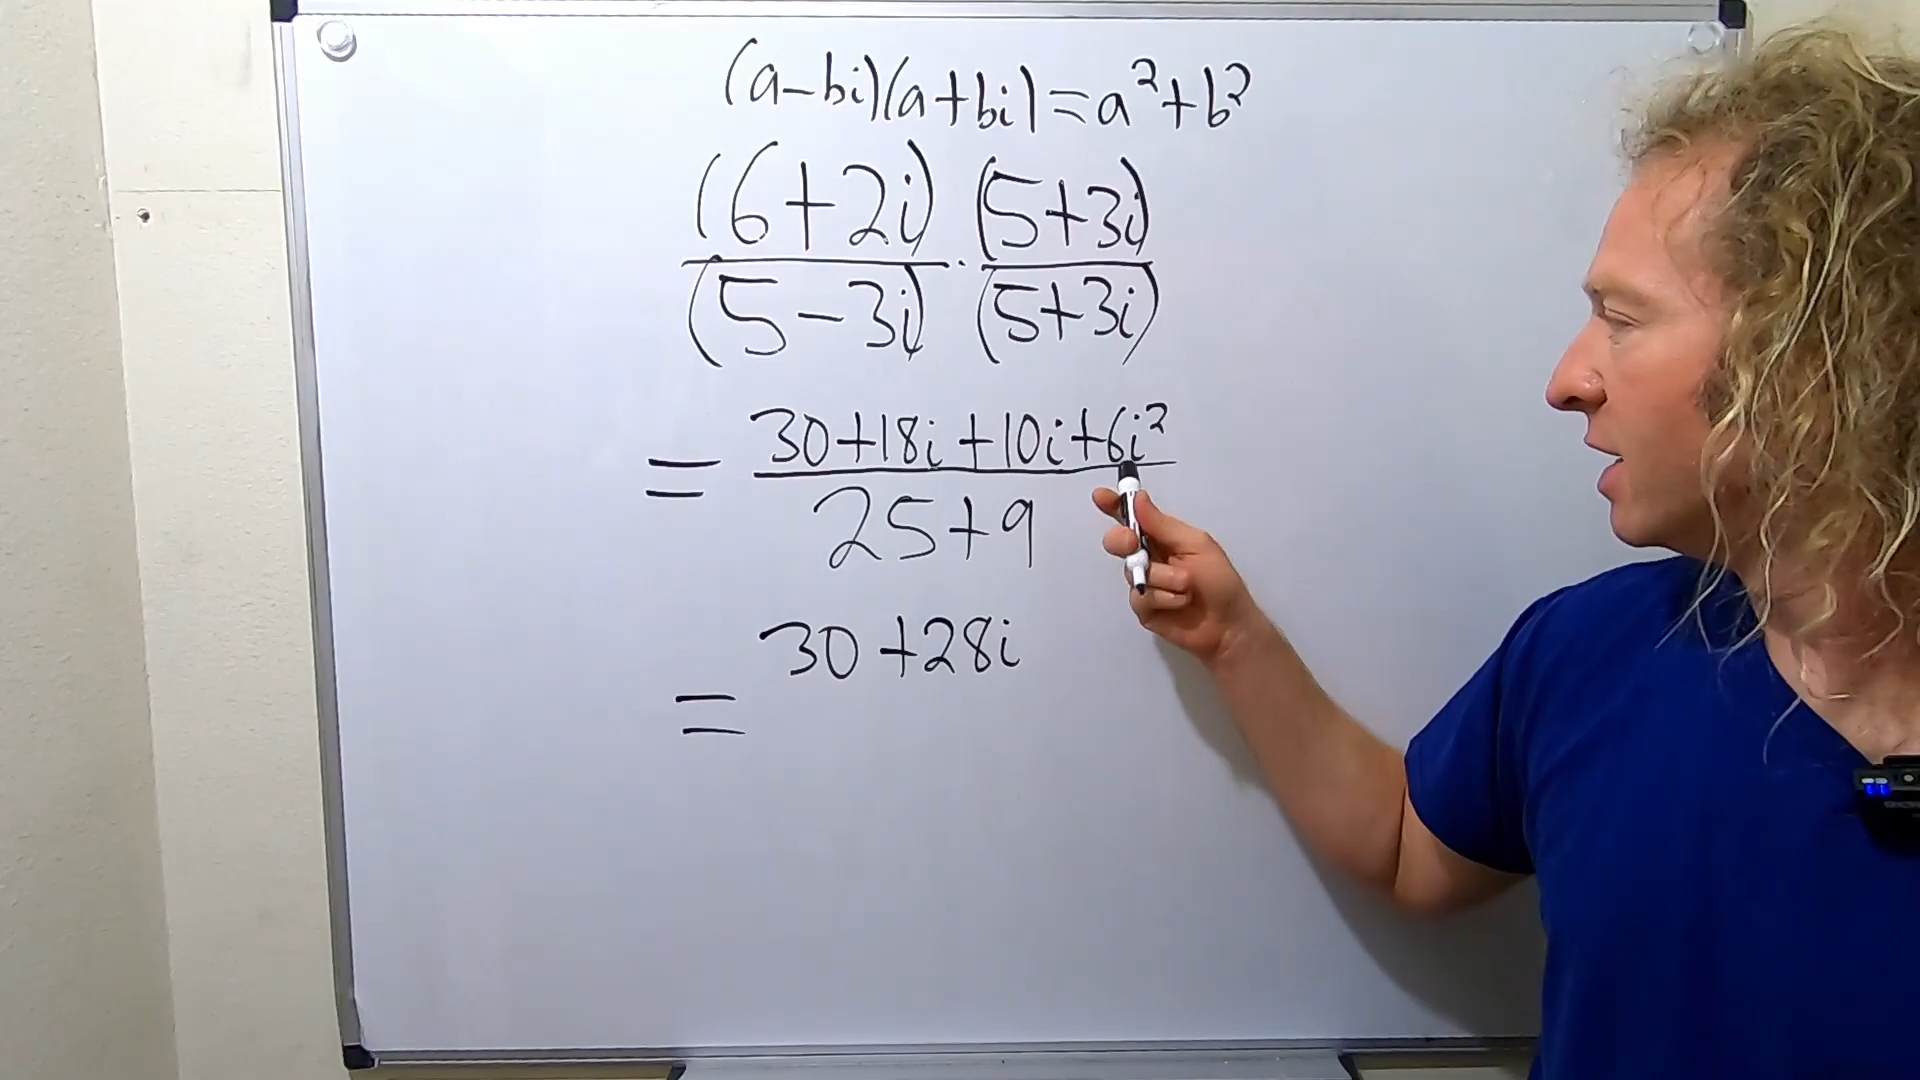 (a-bi)(a+bi)=a²+b²
(6+2i) · (5+3i)
(5-3i) (5+3i)
= 30+18i+10i+6i²
25+9
30+28i
=